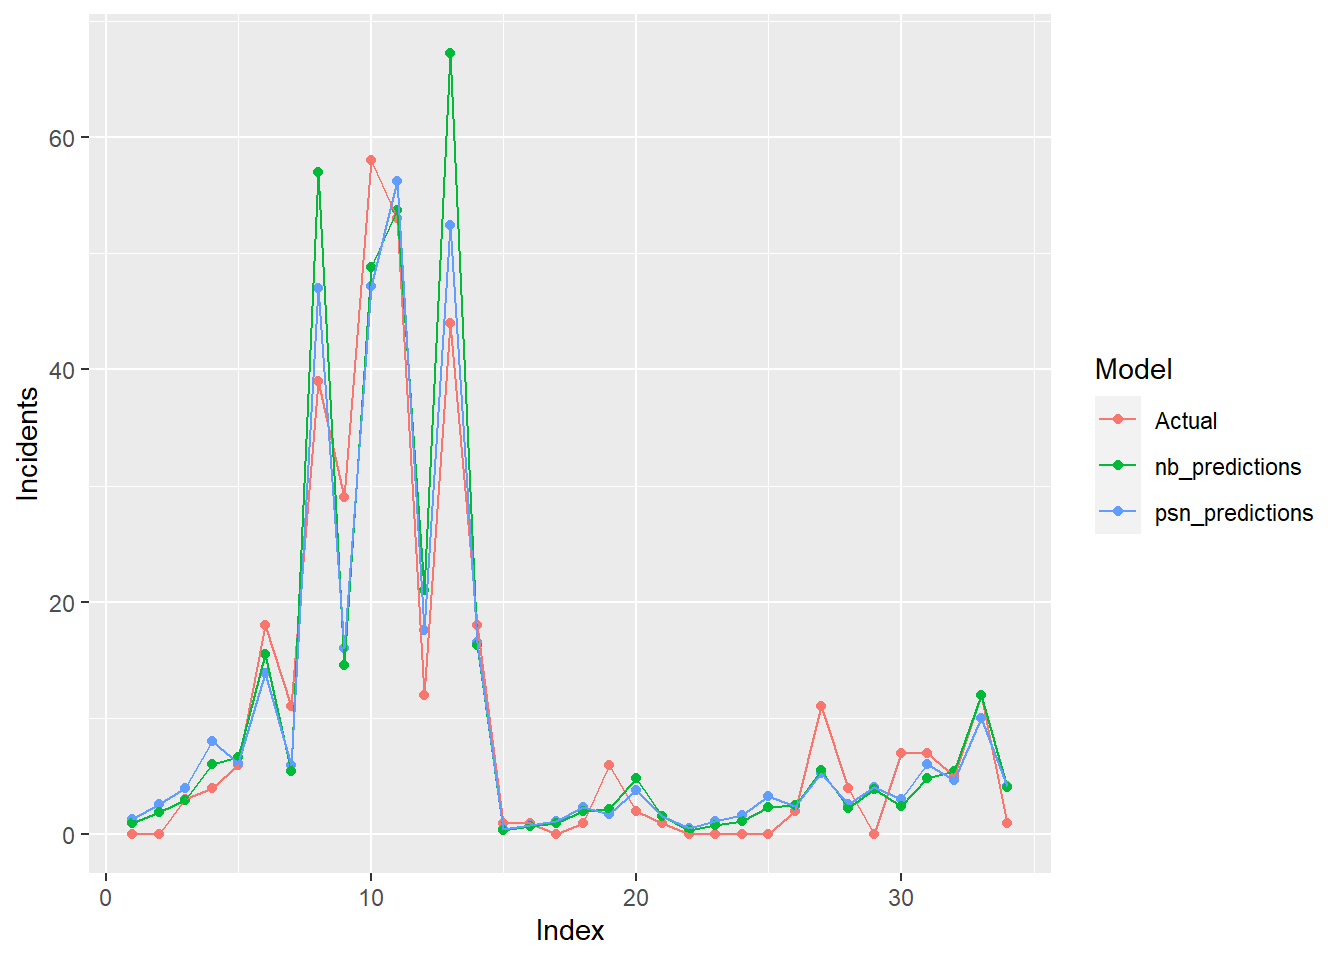 60
40
20
0
Incidents
0 10 20 30
Index
Model
Actual
nb_predictions
psn_predictions